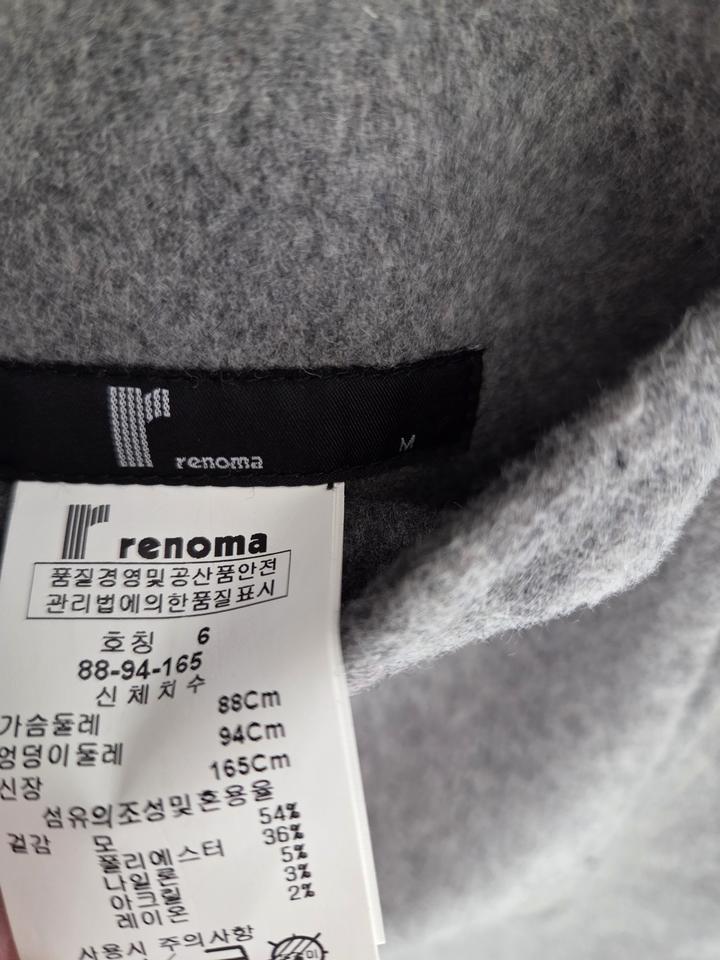 renoma
M
renoma
품질경영및공산품안전
관리법에의한품질표시
호칭 6
88-94-165
신체치수
가슴둘레 88Cm
엉덩이둘레 94Cm
신장 165Cm
섬유의조성및혼용율
겉감 모 54%
폴리에스터 36%
나일론 5%
아크릴 3%
레이온 2%
사용시 주의사항